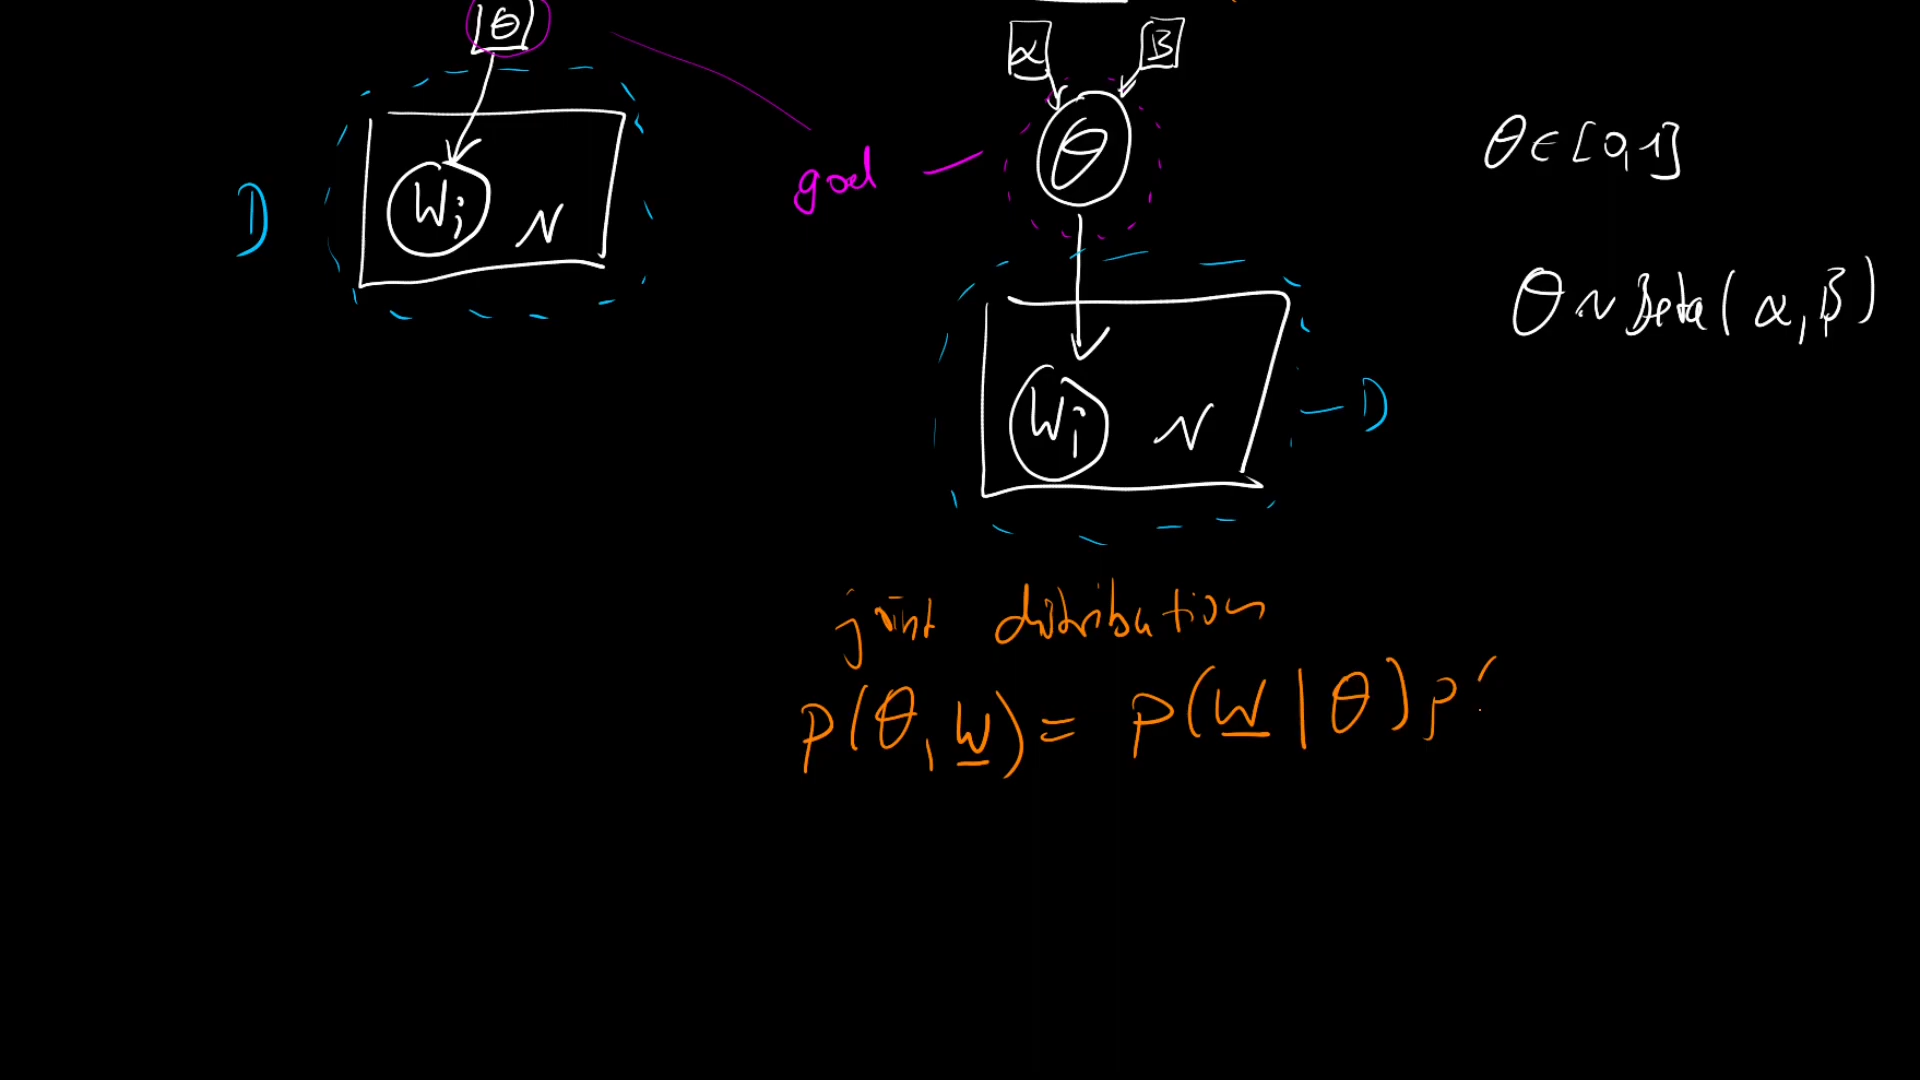 θ
α β
θ
θ ∈ [0,1]
goal
D
W_i N
θ ~ Beta(α, β)
W_i N
D
joint distribution
p(θ, w) = p(w | θ) p(